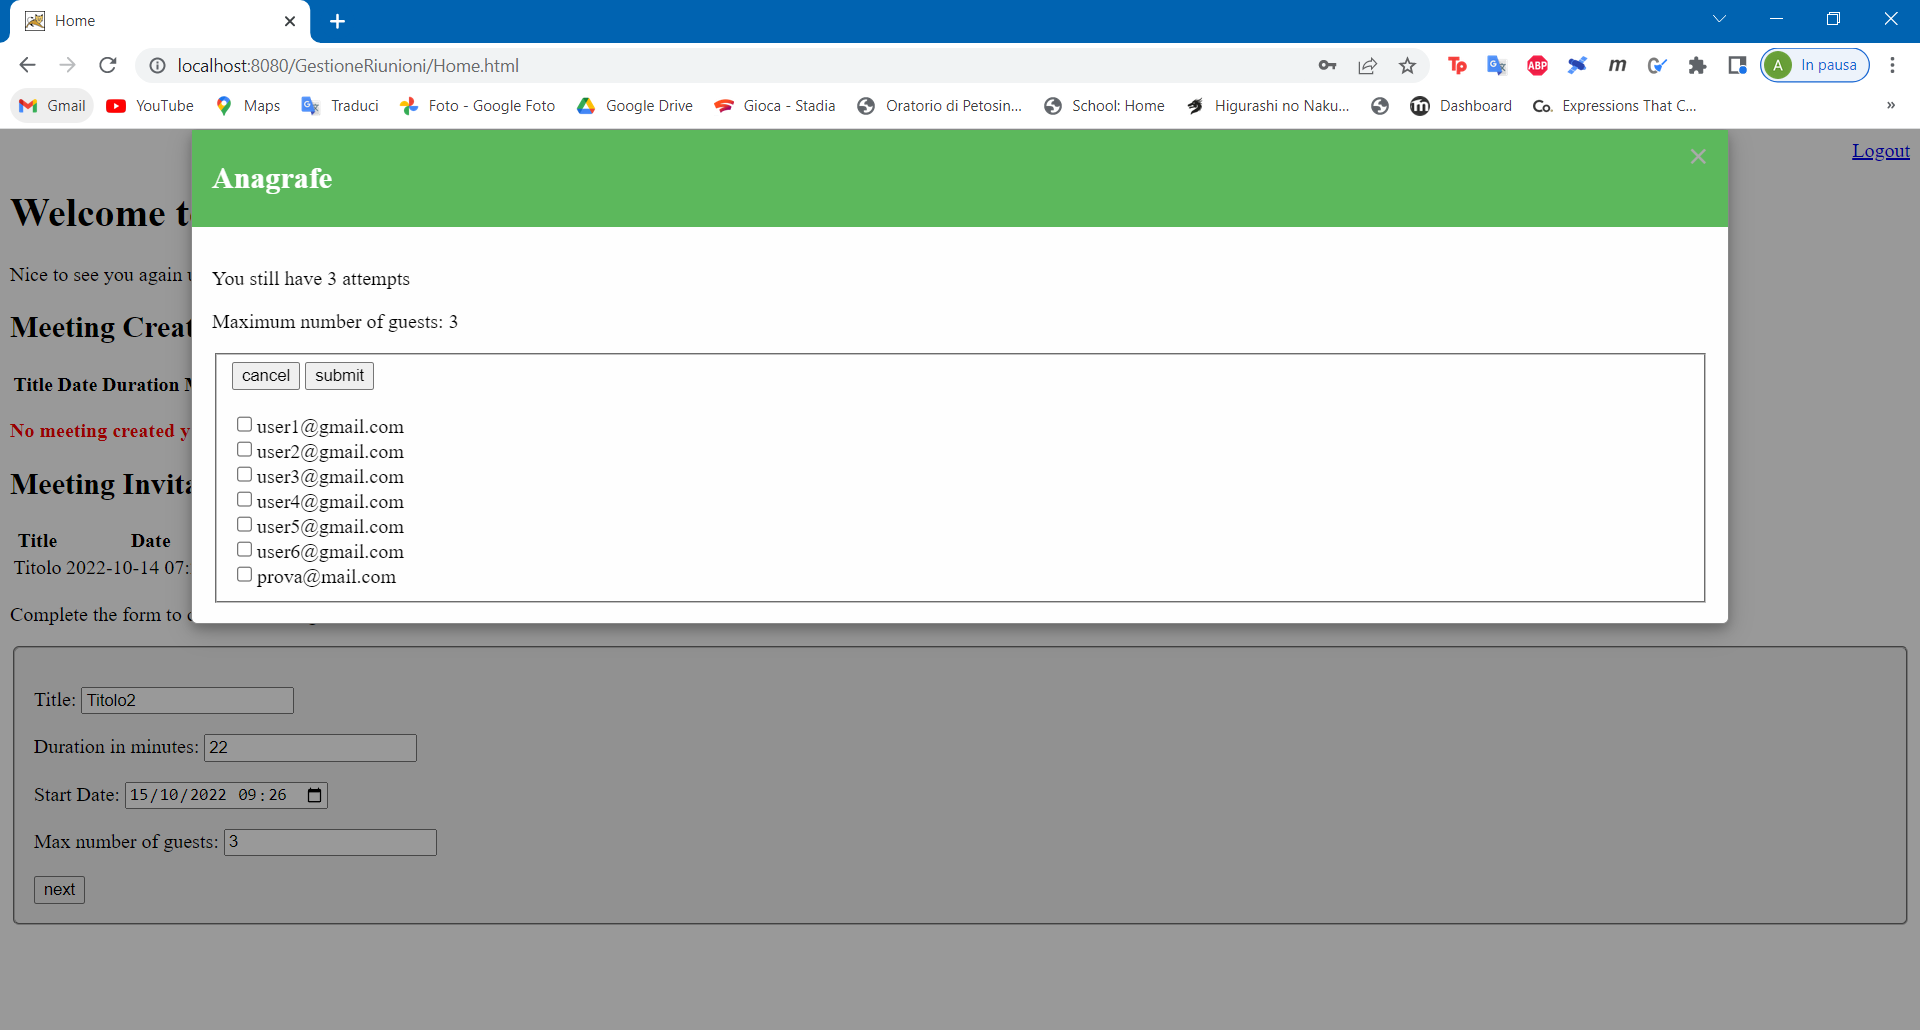 Home
localhost:8080/GestioneRiunioni/Home.html
Tp
ABP
m
A In pausa
Gmail YouTube Maps Traduci Foto - Google Foto Google Drive Gioca - Stadia Oratorio di Petosin... School: Home Higurashi no Naku... Dashboard Co. Expressions That C... »
Logout
Anagrafe
Welcome t
Nice to see you again
You still have 3 attempts
Meeting Creat
Maximum number of guests: 3
cancel submit
Title Date Duration
No meeting created y
user1@gmail.com
user2@gmail.com
user3@gmail.com
user4@gmail.com
user5@gmail.com
user6@gmail.com
prova@mail.com
Meeting Invita
Title Date
Titolo 2022-10-14 07:
Complete the form to
Title: Titolo2
Duration in minutes: 22
Start Date: 15/10/2022 09:26
Max number of guests: 3
next